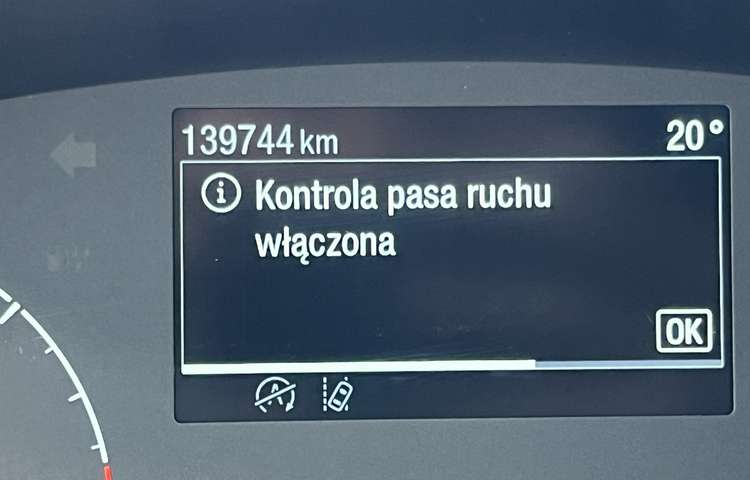 139744 km 20°
Kontrola pasa ruchu
włączona
OK